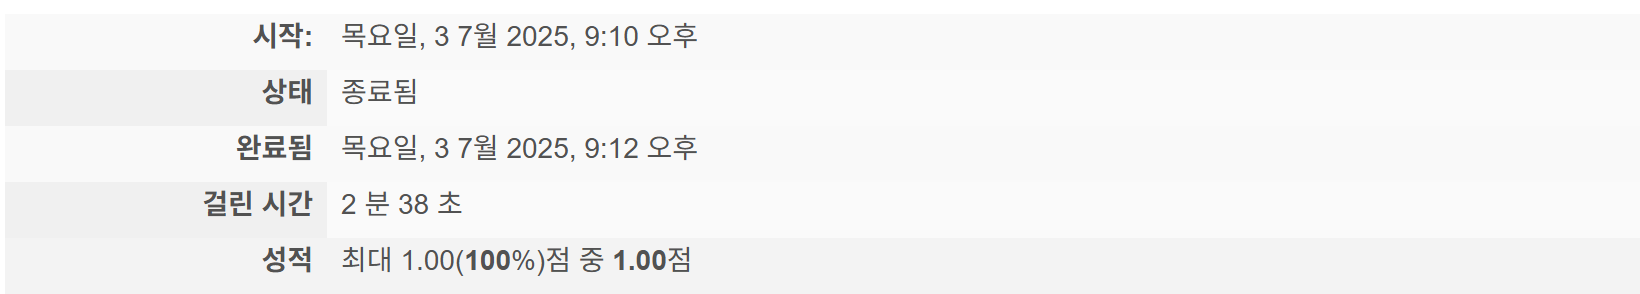 시작: 목요일, 3 7월 2025, 9:10 오후
상태 종료됨
완료됨 목요일, 3 7월 2025, 9:12 오후
걸린 시간 2 분 38 초
성적 최대 1.00(100%)점 중 1.00점